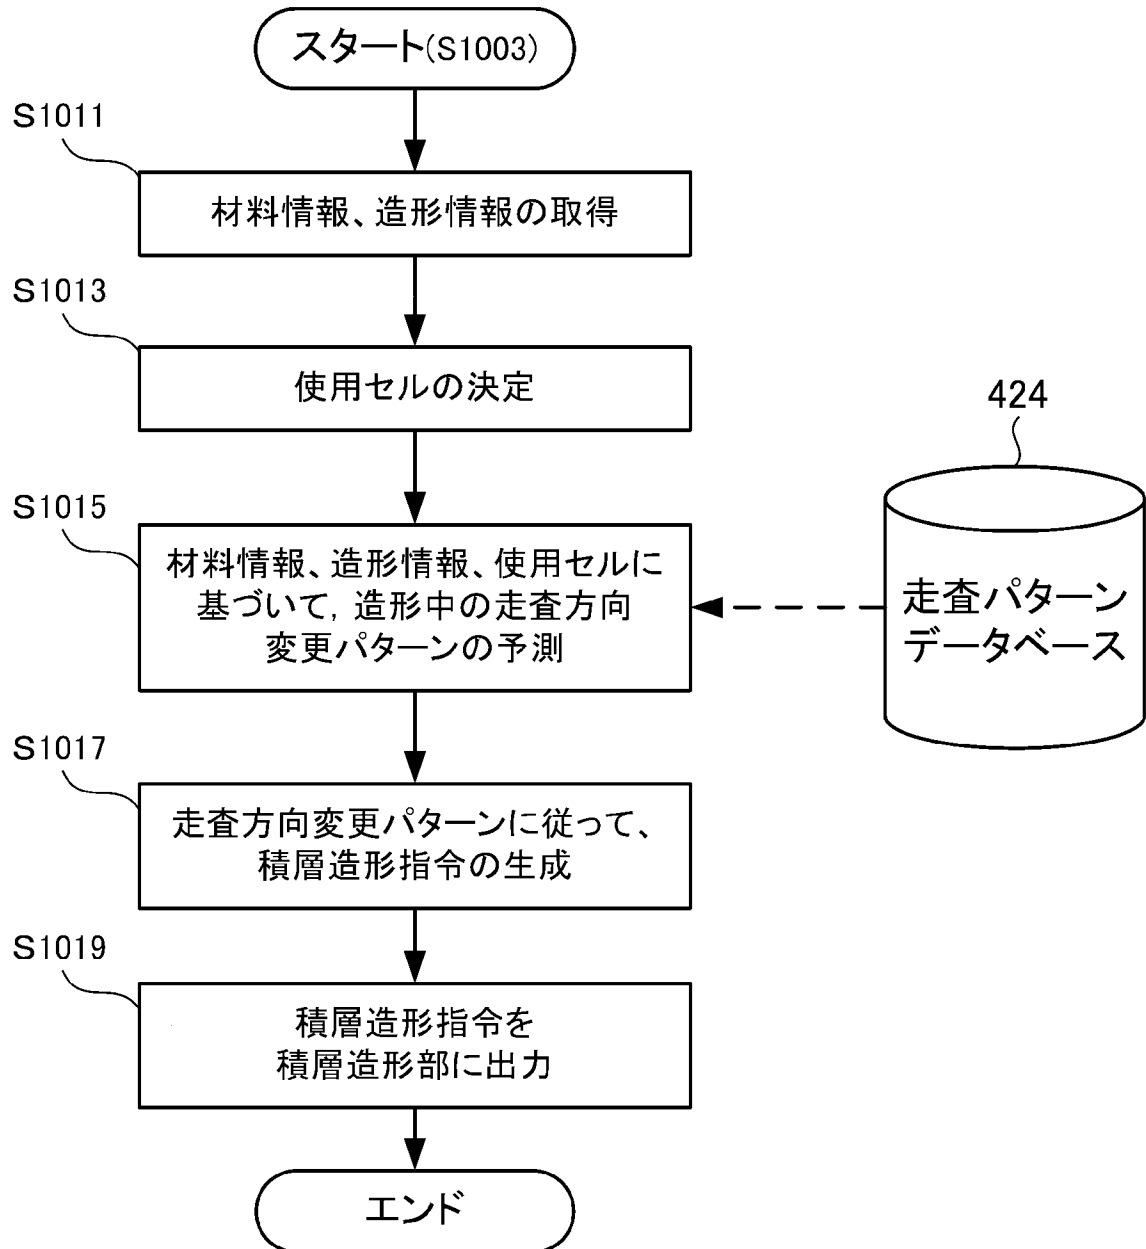 スタート(S1003)
S1011
材料情報、造形情報の取得
S1013
使用セルの決定
424
S1015
材料情報、造形情報、使用セルに
基づいて,造形中の走査方向
変更パターンの予測
走査パターン
データベース
S1017
走査方向変更パターンに従って、
積層造形指令の生成
S1019
積層造形指令を
積層造形部に出力
エンド